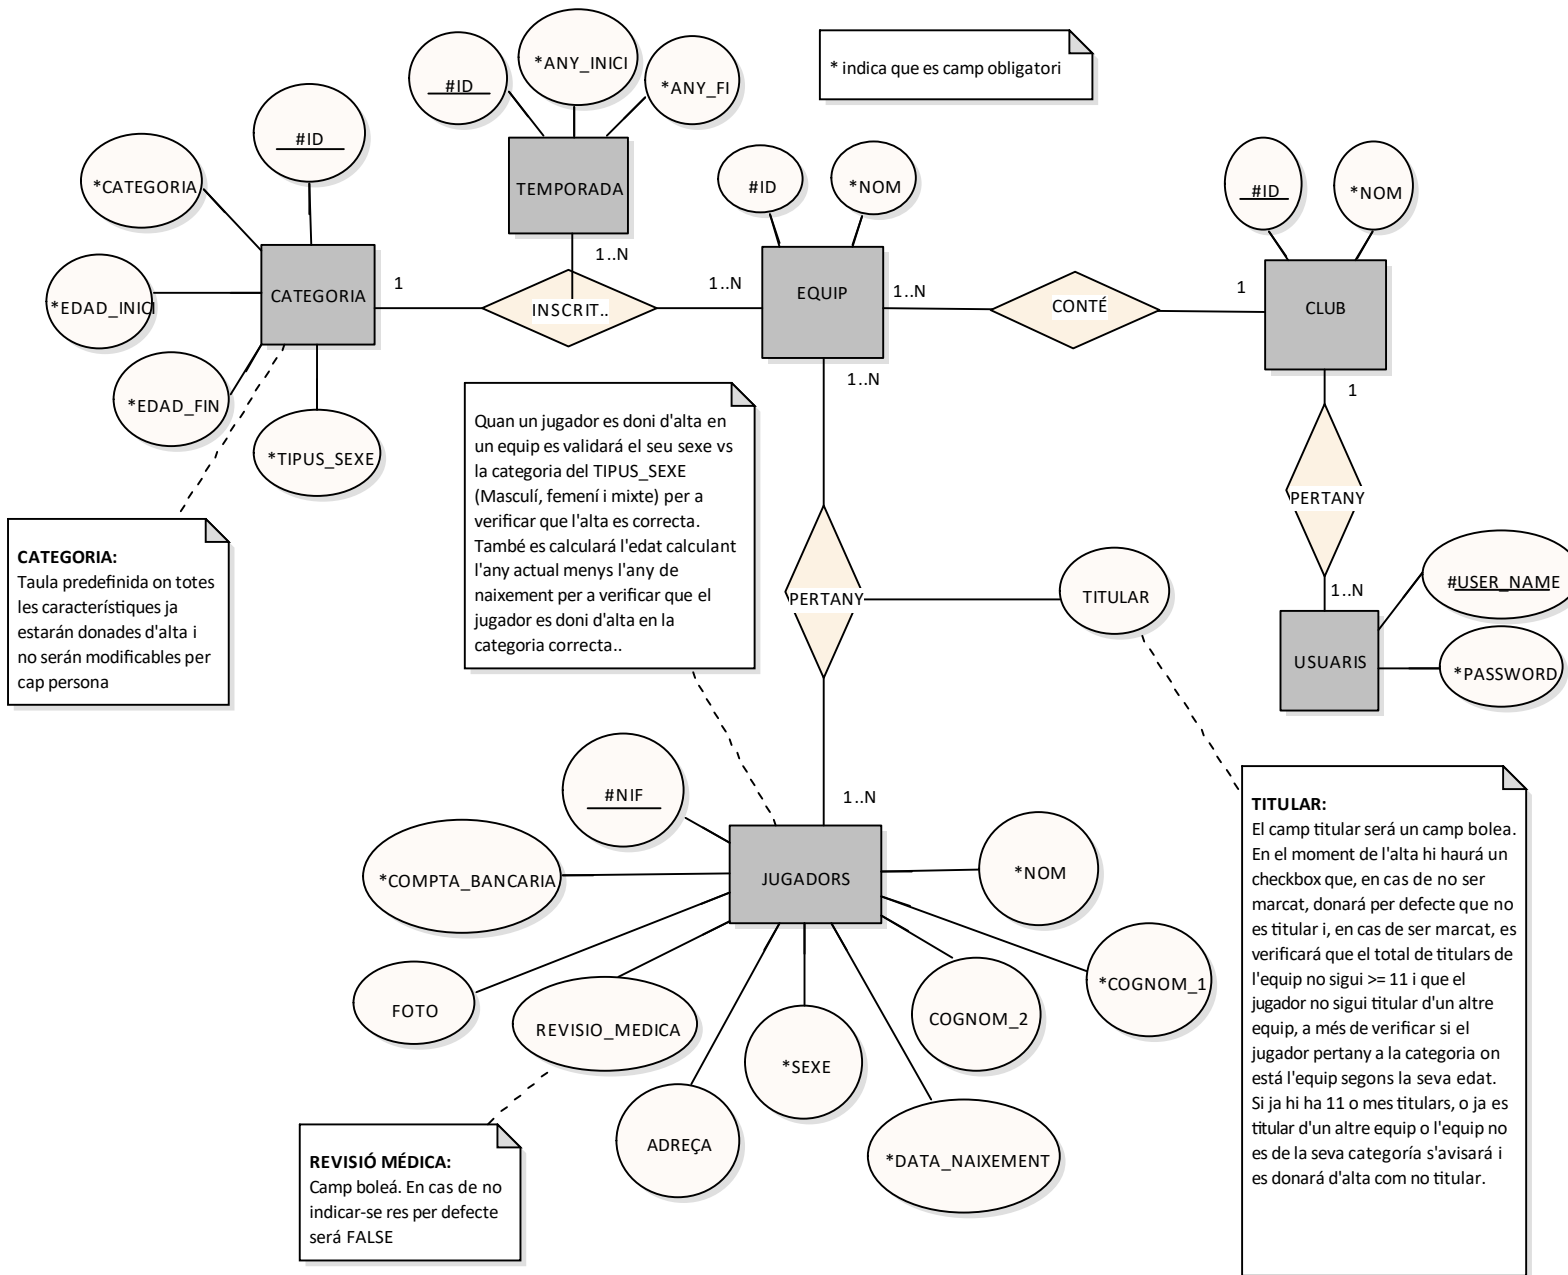 * indica que es camp obligatori
#ID
*ANY_INICI
*ANY_FI
TEMPORADA
#ID
*CATEGORIA
*EDAD_INICI
*EDAD_FIN
*TIPUS_SEXE
CATEGORIA
1
INSCRIT..
1..N
1..N
#ID
*NOM
EQUIP
1..N
CONTÉ
1
#ID
*NOM
CLUB
1
PERTANY
1..N
USUARIS
#USER_NAME
*PASSWORD
1..N
PERTANY
TITULAR
1..N
Quan un jugador es doni d'alta en
un equip es validará el seu sexe vs
la categoria del TIPUS_SEXE
(Masculí, femení i mixte) per a
verificar que l'alta es correcta.
També es calculará l'edat calculant
l'any actual menys l'any de
naixement per a verificar que el
jugador es doni d'alta en la
categoria correcta..
CATEGORIA:
Taula predefinida on totes
les característiques ja
estarán donades d'alta i
no serán modificables per
cap persona
#NIF
*COMPTA_BANCARIA
FOTO
REVISIO_MEDICA
ADREÇA
*SEXE
*DATA_NAIXEMENT
COGNOM_2
*COGNOM_1
*NOM
JUGADORS
REVISIÓ MÉDICA:
Camp boleá. En cas de no
indicar-se res per defecte
será FALSE
TITULAR:
El camp titular será un camp bolea.
En el moment de l'alta hi haurá un
checkbox que, en cas de no ser
marcat, donará per defecte que no
es titular i, en cas de ser marcat, es
verificará que el total de titulars de
l'equip no sigui >= 11 i que el
jugador no sigui titular d'un altre
equip, a més de verificar si el
jugador pertany a la categoria on
está l'equip segons la seva edat.
Si ja hi ha 11 o mes titulars, o ja es
titular d'un altre equip o l'equip no
es de la seva categoría s'avisará i
es donará d'alta com no titular.